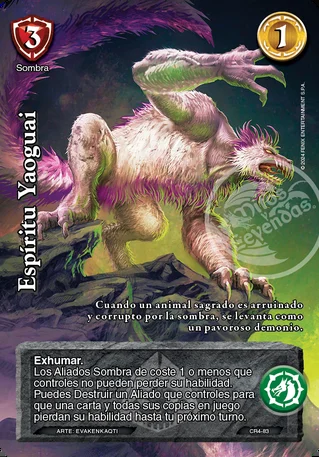 3
Sombra
1
© 2024 FENIX ENTERTAINMENT S.P.A.
Espíritu Yaoguai
Mitos y
Leyendas.
Cuando un animal sagrado es arruinado
y corrupto por la sombra, se levanta como
un pavoroso demonio.
Exhumar.
Los Aliados Sombra de coste 1 o menos que
controles no pueden perder su habilidad.
Puedes Destruir un Aliado que controles para
que una carta y todas sus copias en juego
pierdan su habilidad hasta tu próximo turno.
ARTE: EVAKENKAQTI
CR4-83